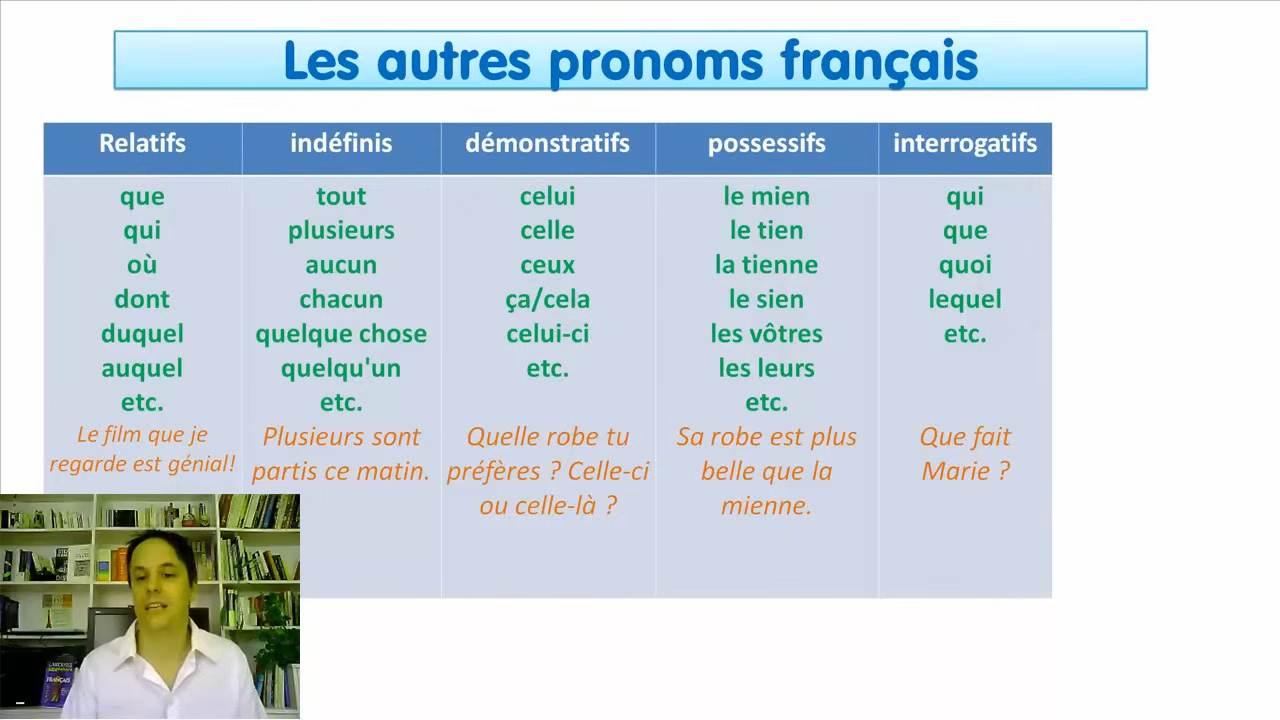 Les autres pronoms français
Relatifs
que
qui
où
dont
duquel
auquel
etc.
Le film que je
regarde est génial!
indéfinis
tout
plusieurs
aucun
chacun
quelque chose
quelqu'un
etc.
Plusieurs sont
partis ce matin.
démonstratifs
celui
celle
ceux
ça/cela
celui-ci
etc.
Quelle robe tu
préfères ? Celle-ci
ou celle-là ?
possessifs
le mien
le tien
la tienne
le sien
les vôtres
les leurs
etc.
Sa robe est plus
belle que la
mienne.
interrogatifs
qui
que
quoi
lequel
etc.
Que fait
Marie ?
FRANÇAIS